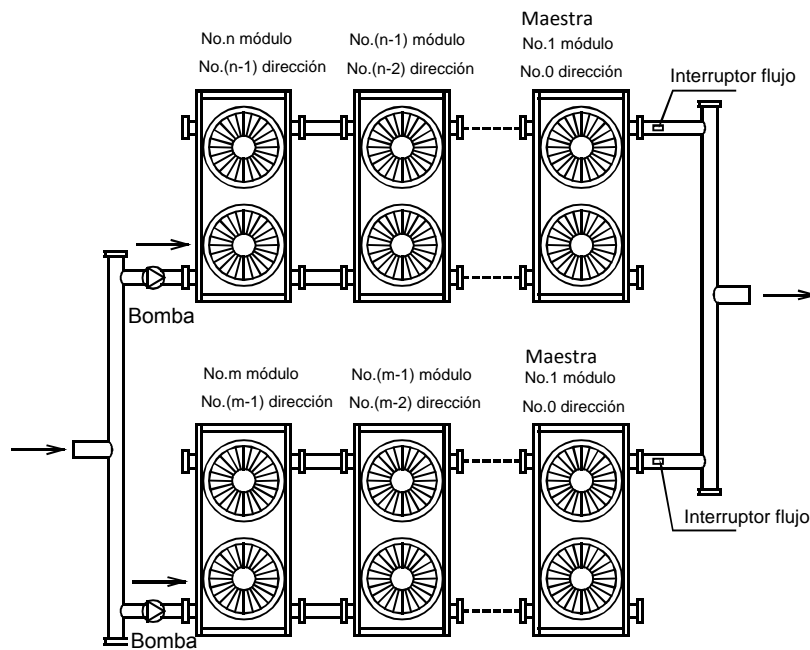 Maestra
No.n módulo
No.(n-1) módulo
No.1 módulo
No.(n-1) dirección
No.(n-2) dirección
No.0 dirección
Interruptor flujo
Bomba
Maestra
No.m módulo
No.(m-1) módulo
No.1 módulo
No.(m-1) dirección
No.(m-2) dirección
No.0 dirección
Interruptor flujo
Bomba